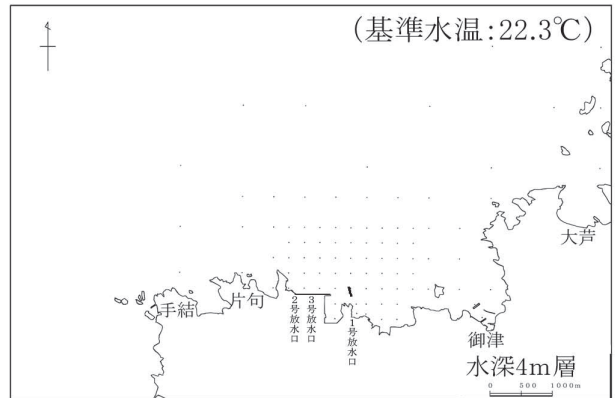 (基準水温:22.3℃)
大芦
手結
片句
2号放水口
3号放水口
1号放水口
御津
水深4m層
0 500 1000m